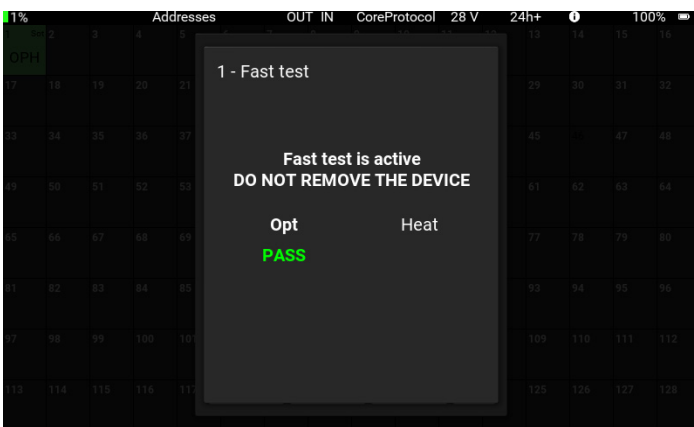 1% Addresses OUT IN CoreProtocol 28 V 24h+ i 100%
1 2 3 4 5 13 14 15 16
OPH
1 - Fast test
17 18 19 20 21 29 30 31 32
33 34 35 36 37 45 47 48
Fast test is active
DO NOT REMOVE THE DEVICE
49 50 51 52 53 61 62 63 64
Opt Heat
65 66 67 68 69 77 78 79 80
PASS
81 82 83 84 85 93 94 95 96
97 98 99 100 109 110 111 112
113 114 115 116 125 126 127 128